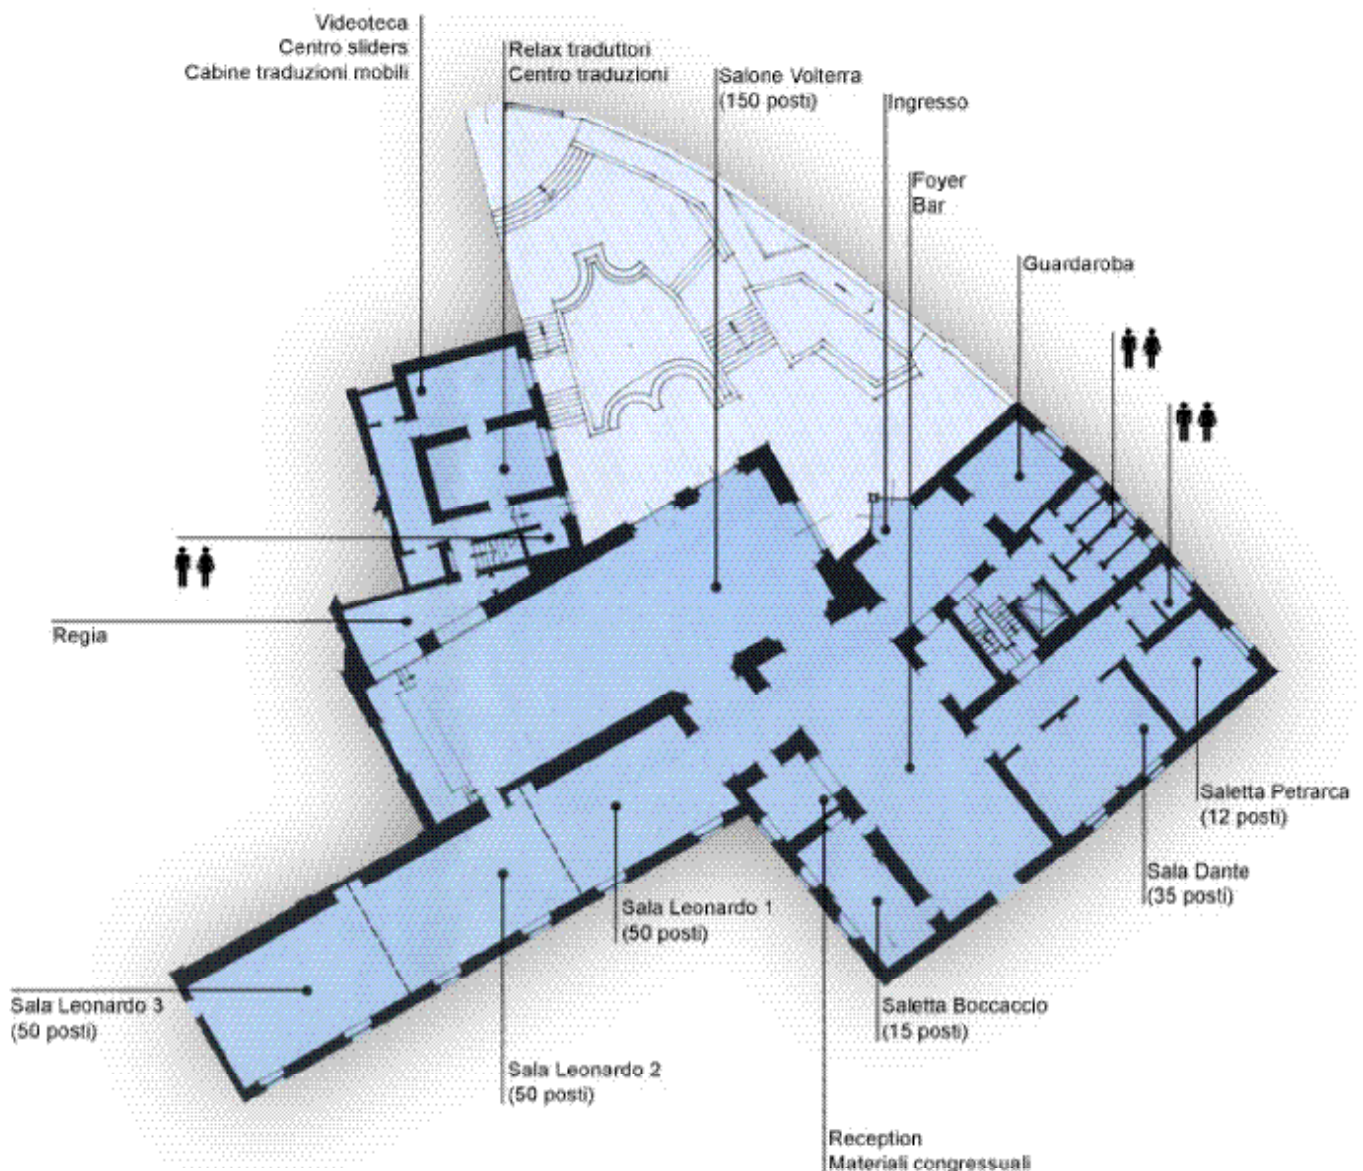 Videoteca
Centro sliders
Cabine traduzioni mobili
Relax traduttori
Centro traduzioni
Salone Volterra
(150 posti)
Ingresso
Foyer
Bar
Guardaroba
Regia
Saletta Petrarca
(12 posti)
Sala Dante
(35 posti)
Sala Leonardo 1
(50 posti)
Sala Leonardo 3
(50 posti)
Saletta Boccaccio
(15 posti)
Sala Leonardo 2
(50 posti)
Reception
Materiali congressuali